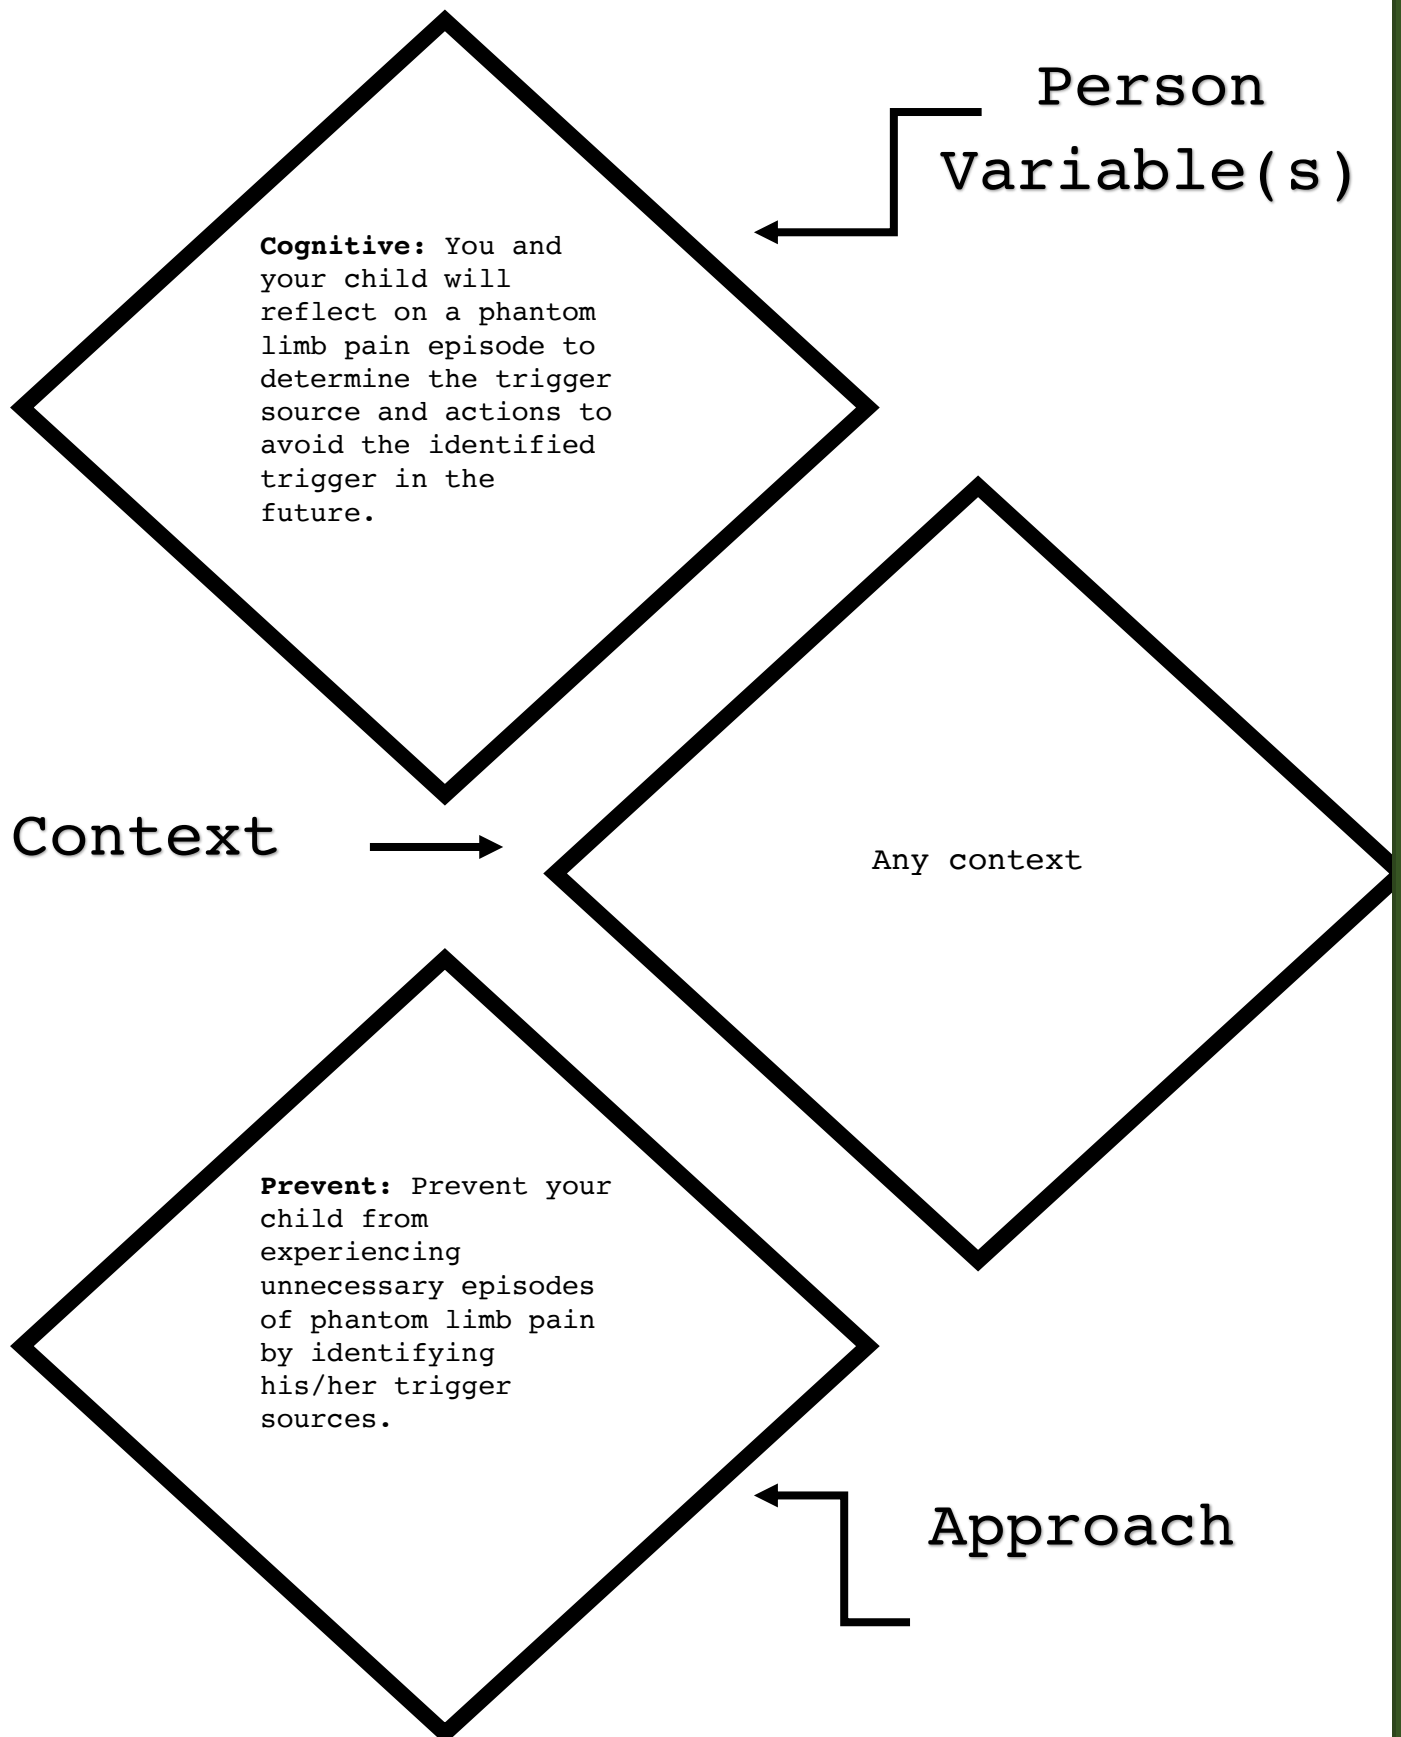 Person
Variable(s)
Cognitive: You and
your child will
reflect on a phantom
limb pain episode to
determine the trigger
source and actions to
avoid the identified
trigger in the
future.
Context
Any context
Prevent: Prevent your
child from
experiencing
unnecessary episodes
of phantom limb pain
by identifying
his/her trigger
sources.
Approach